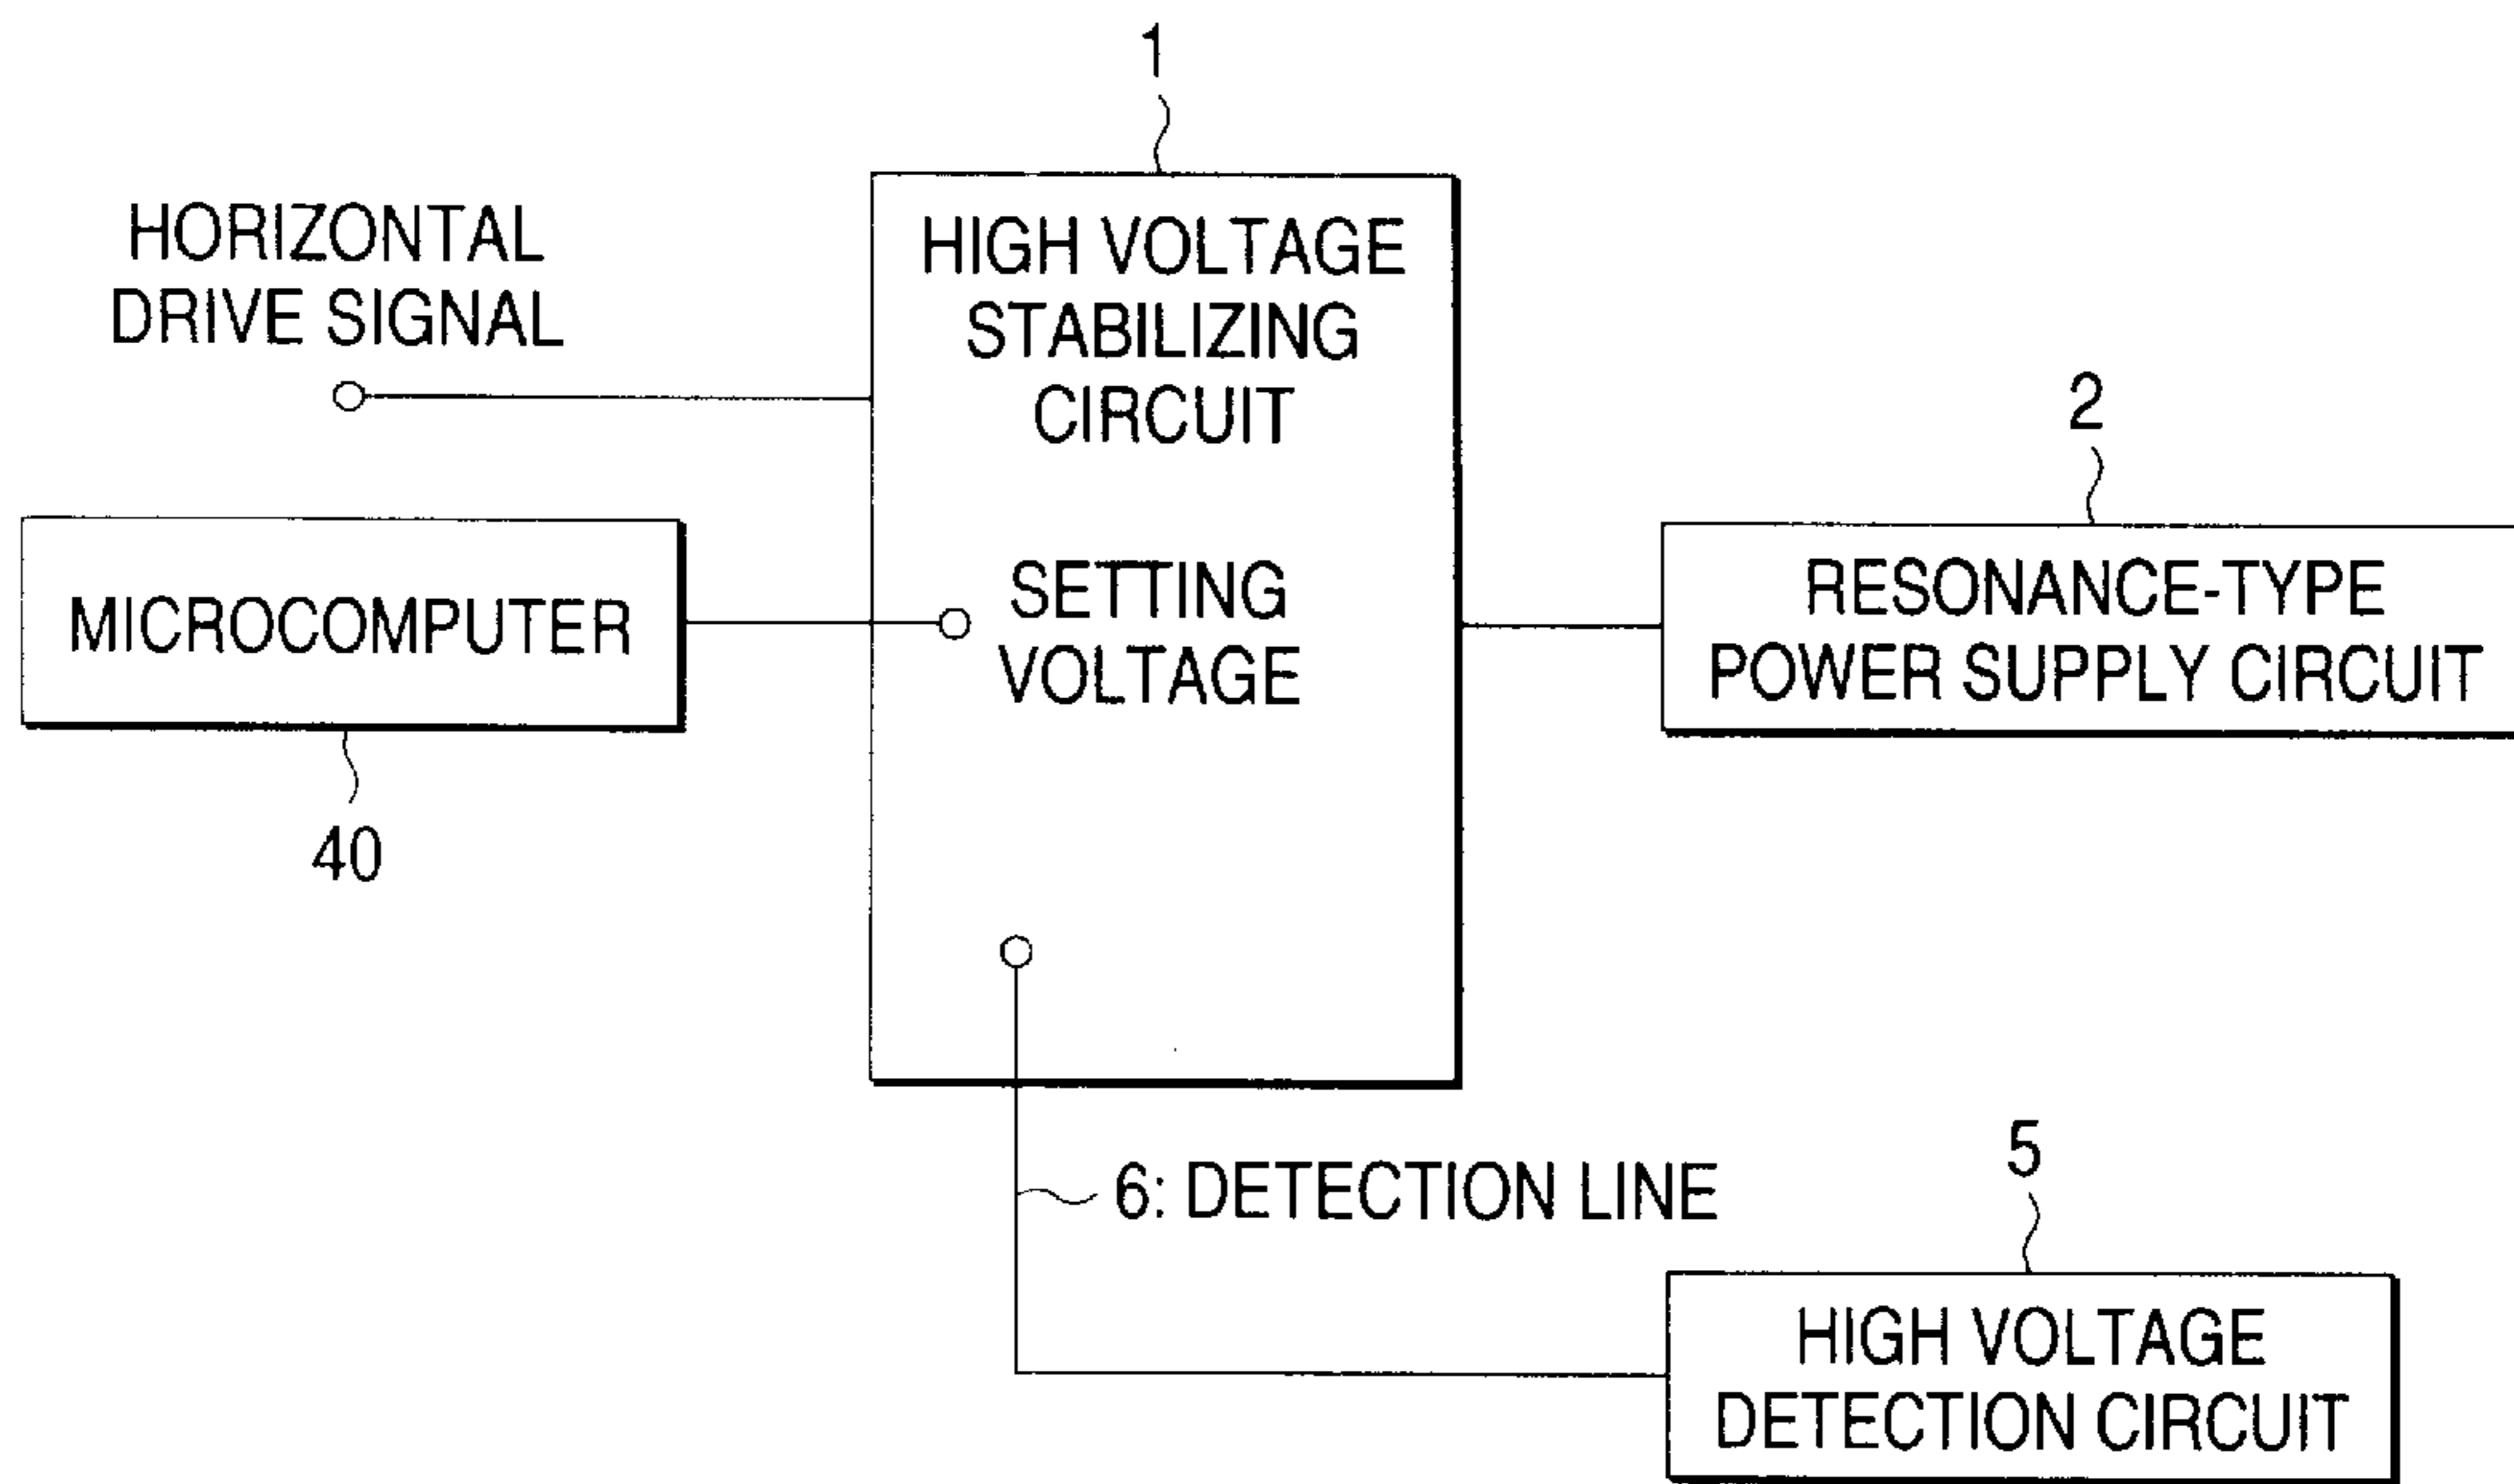 1
HORIZONTAL
DRIVE SIGNAL
HIGH VOLTAGE
STABILIZING
CIRCUIT
2
MICROCOMPUTER
SETTING
VOLTAGE
RESONANCE-TYPE
POWER SUPPLY CIRCUIT
40
6: DETECTION LINE
5
HIGH VOLTAGE
DETECTION CIRCUIT